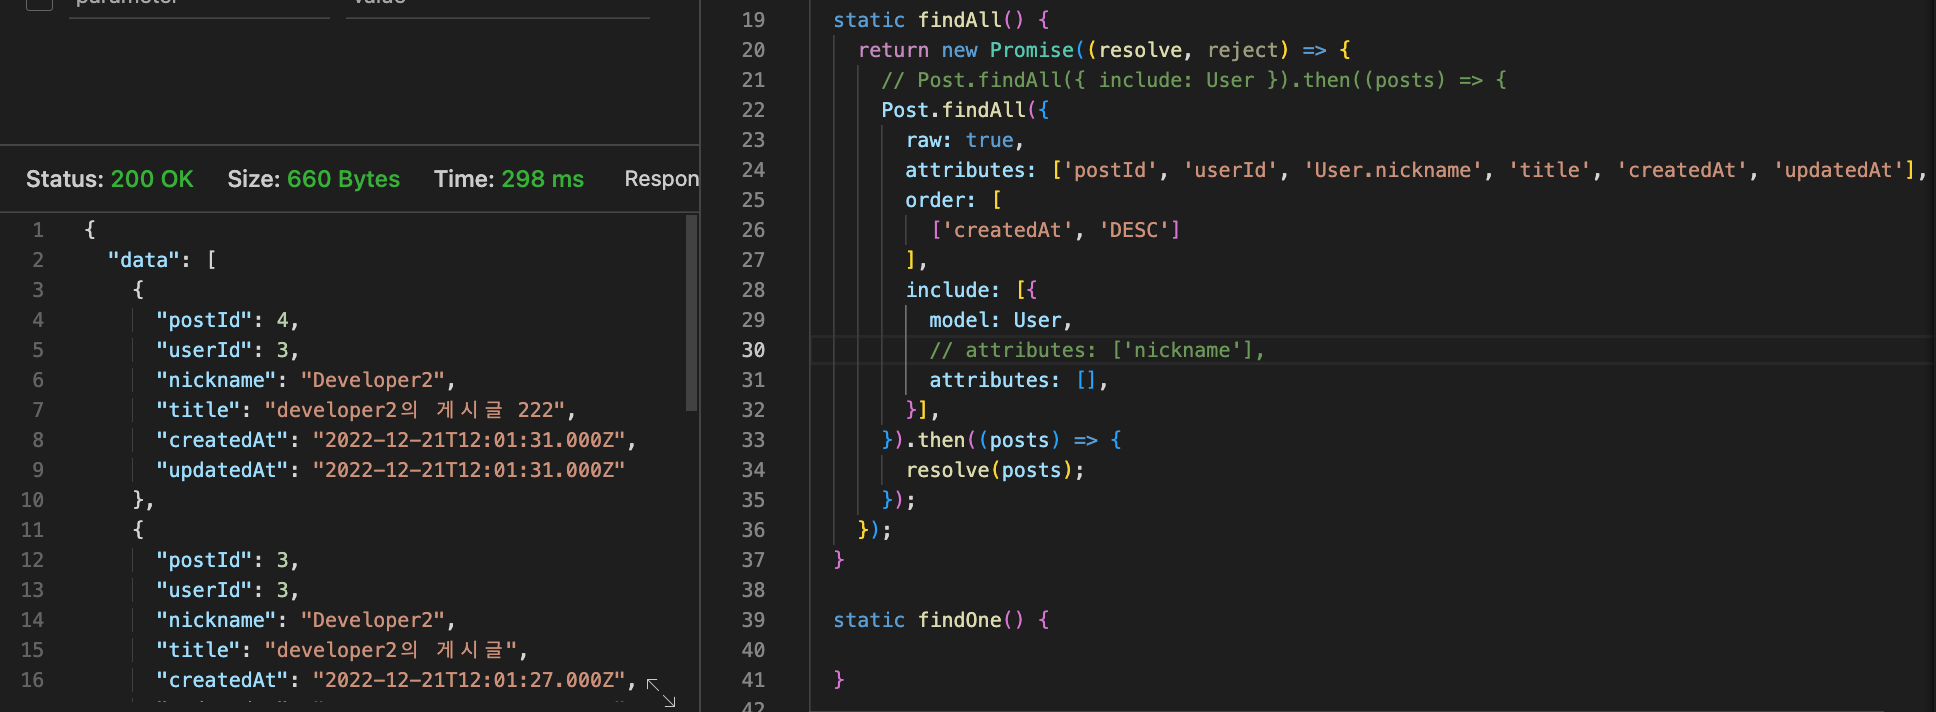 parameter value
Status: 200 OK Size: 660 Bytes Time: 298 ms Respon
1 {
2 "data": [
3 {
4 "postId": 4,
5 "userId": 3,
6 "nickname": "Developer2",
7 "title": "developer2의 게시글 222",
8 "createdAt": "2022-12-21T12:01:31.000Z",
9 "updatedAt": "2022-12-21T12:01:31.000Z"
10 },
11 {
12 "postId": 3,
13 "userId": 3,
14 "nickname": "Developer2",
15 "title": "developer2의 게시글",
16 "createdAt": "2022-12-21T12:01:27.000Z",
19 static findAll() {
20 return new Promise((resolve, reject) => {
21 // Post.findAll({ include: User }).then((posts) => {
22 Post.findAll({
23 raw: true,
24 attributes: ['postId', 'userId', 'User.nickname', 'title', 'createdAt', 'updatedAt'],
25 order: [
26 ['createdAt', 'DESC']
27 ],
28 include: [{
29 model: User,
30 // attributes: ['nickname'],
31 attributes: [],
32 }],
33 }).then((posts) => {
34 resolve(posts);
35 });
36 });
37 }
38
39 static findOne() {
40
41 }
42